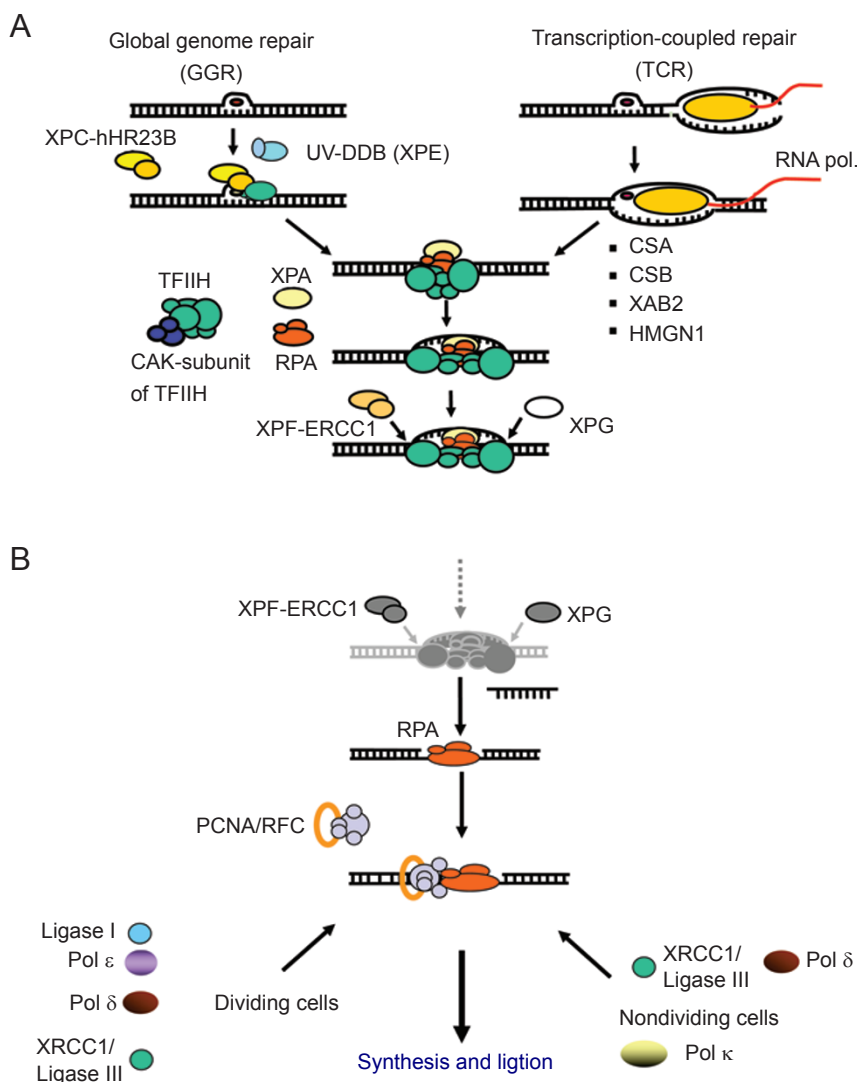 A
Global genome repair
(GGR)
Transcription-coupled repair
(TCR)
XPC-hHR23B
UV-DDB (XPE)
RNA pol.
CSA
CSB
XAB2
HMGN1
TFIIH
XPA
CAK-subunit
of TFIIH
RPA
XPF-ERCC1
XPG
B
XPF-ERCC1
XPG
RPA
PCNA/RFC
Ligase I
Pol ε
Pol δ
XRCC1/
Ligase III
Dividing cells
XRCC1/
Ligase III
Pol δ
Nondividing cells
Pol κ
Synthesis and ligtion